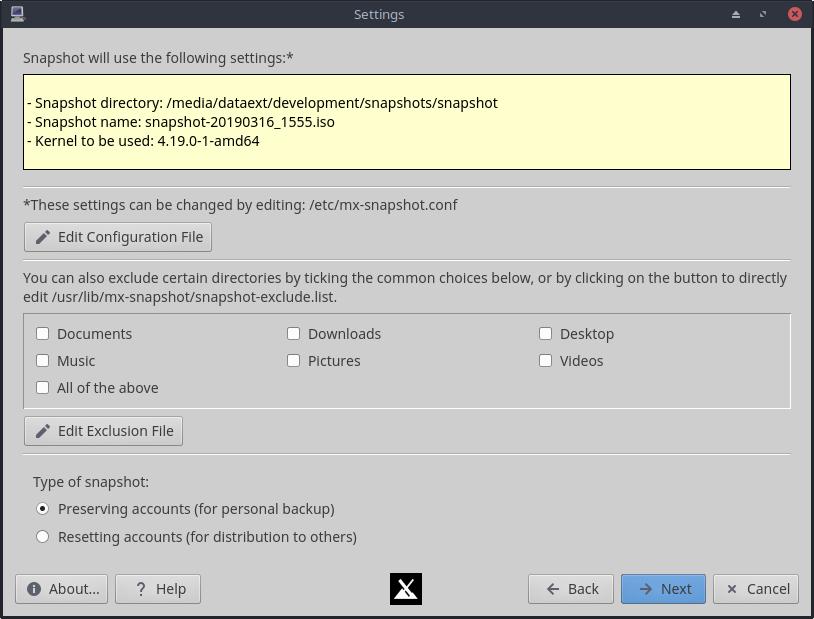 Settings
Snapshot will use the following settings:*
- Snapshot directory: /media/dataext/development/snapshots/snapshot
- Snapshot name: snapshot-20190316_1555.iso
- Kernel to be used: 4.19.0-1-amd64
*These settings can be changed by editing: /etc/mx-snapshot.conf
Edit Configuration File
You can also exclude certain directories by ticking the common choices below, or by clicking on the button to directly
edit /usr/lib/mx-snapshot/snapshot-exclude.list.
Documents Downloads Desktop
Music Pictures Videos
All of the above
Edit Exclusion File
Type of snapshot:
Preserving accounts (for personal backup)
Resetting accounts (for distribution to others)
About... Help Back Next Cancel